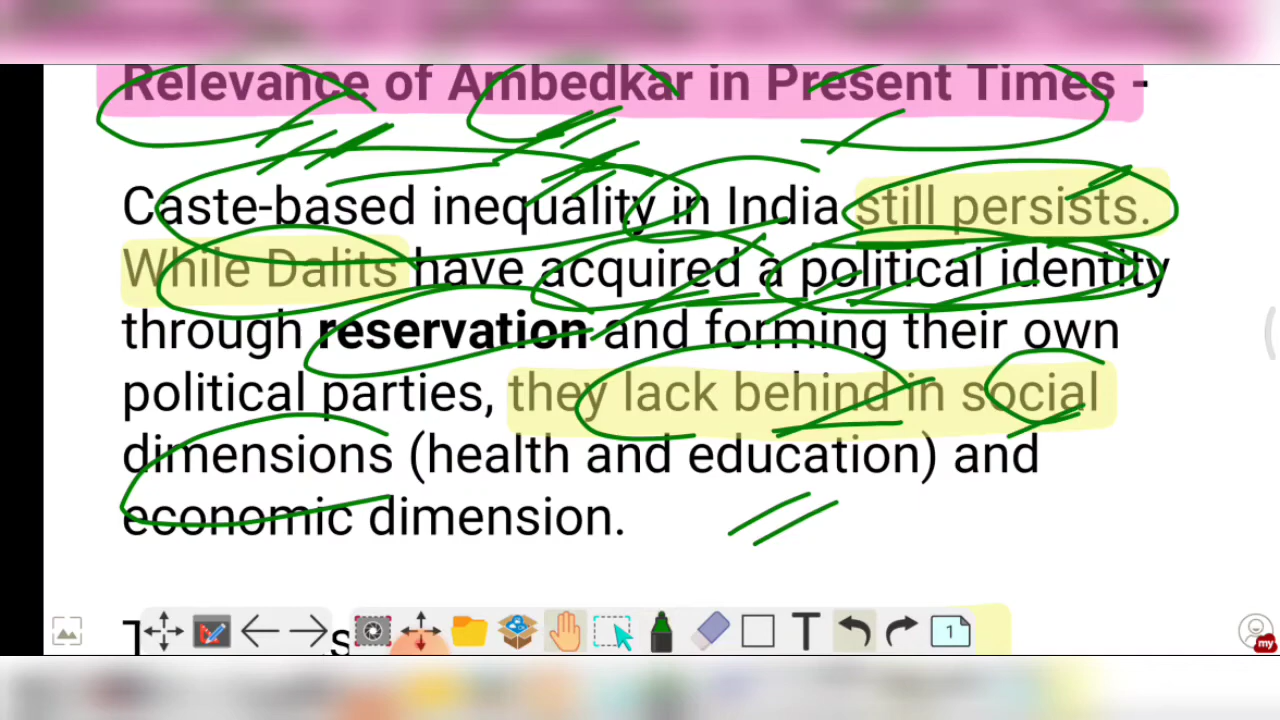 Relevance of Ambedkar in Present Times -
Caste-based inequality in India still persists.
While Dalits have acquired a political identity
through reservation and forming their own
political parties, they lack behind in social
dimensions (health and education) and
economic dimension.
T
1
my